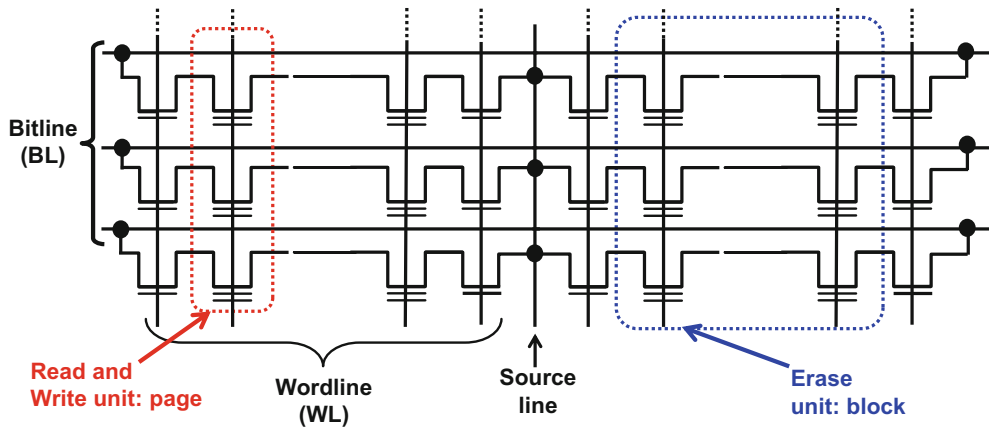 Bitline
(BL)
Read and
Write unit: page
Wordline
(WL)
Source
line
Erase
unit: block